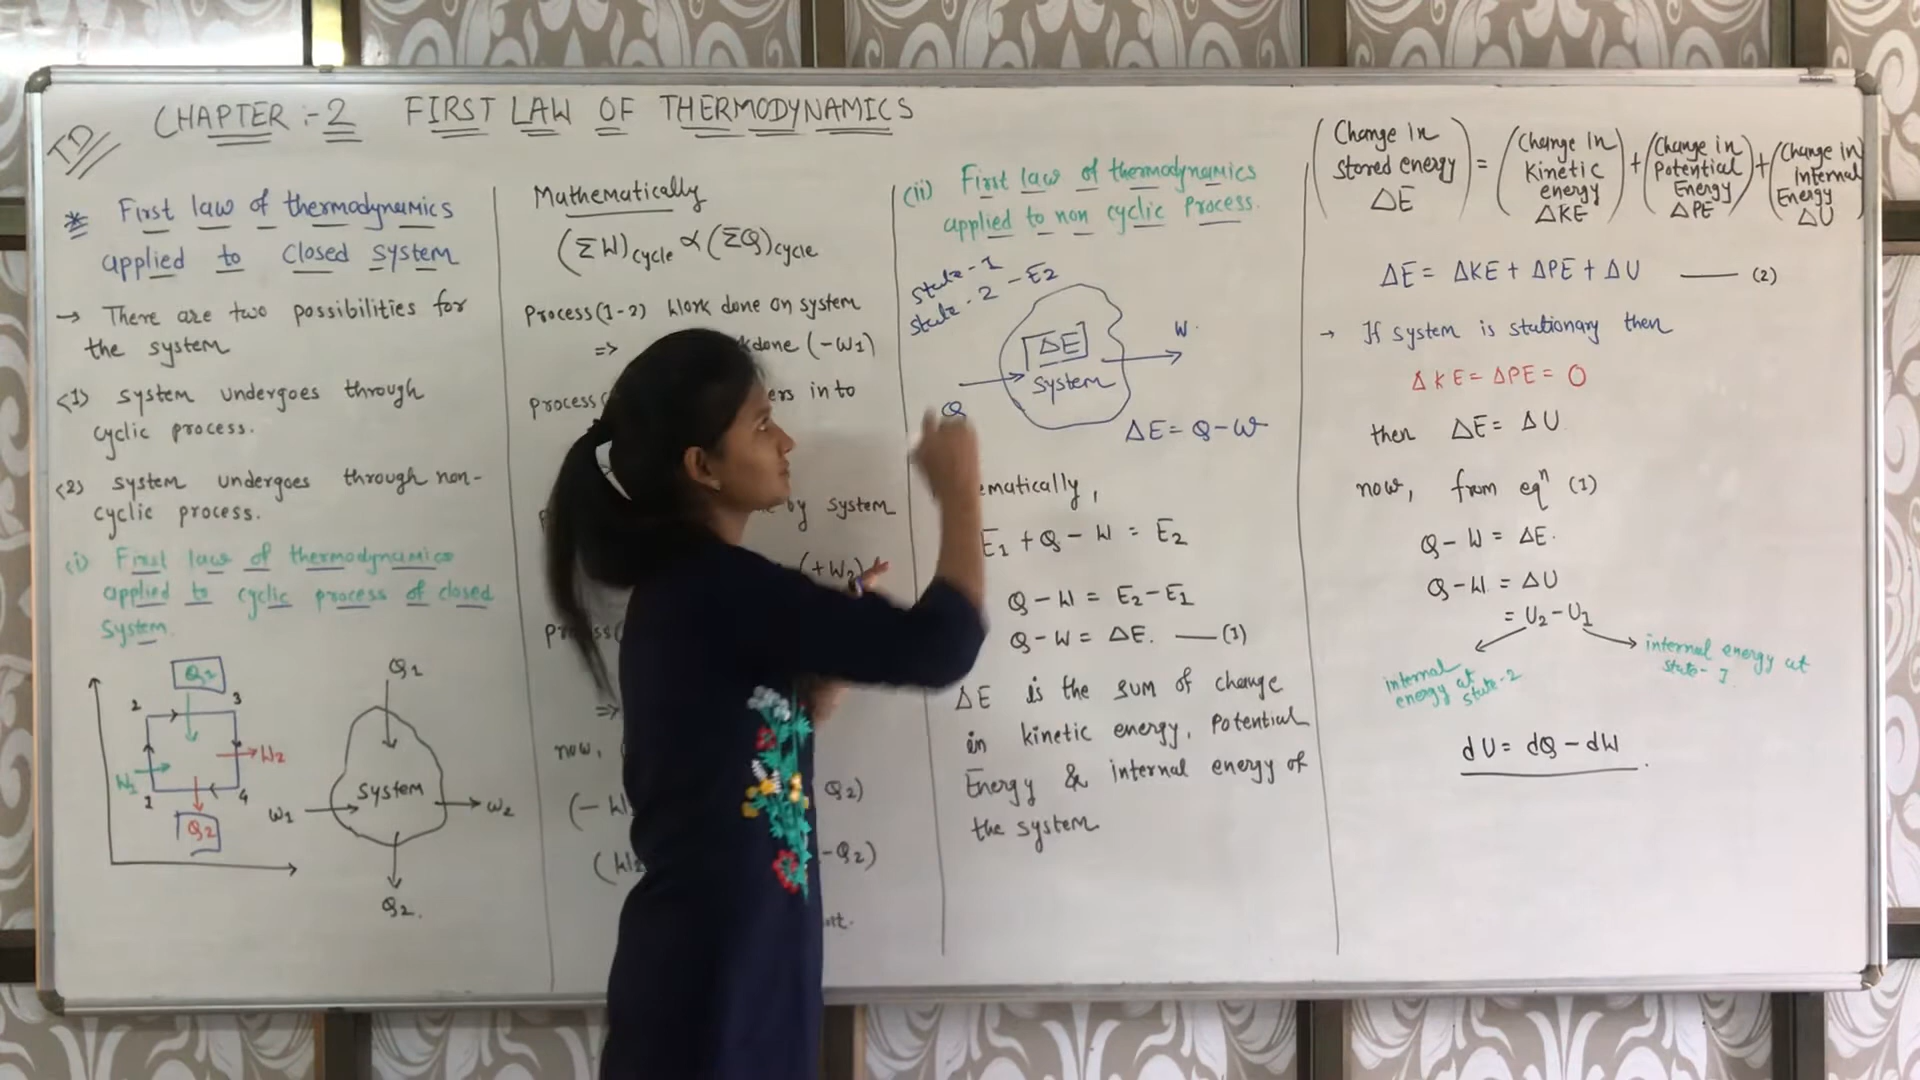 TD
CHAPTER :- 2 FIRST LAW OF THERMODYNAMICS
* First law of thermodynamics
applied to closed system
→ There are two possibilities for
the system
<1> system undergoes through
cyclic process.
<2> system undergoes through non-
cyclic process.
<i> First law of thermodynamics
applied to cyclic process of closed
system.
2
3
W2
1
4
Q2
Q1
System
W1
W2
Q2.
Mathematically
(ΣW)cycle ∝ (ΣQ)cycle
Process(1-2) Work done on system
=> done (-W1)
process in to
by system
(+W2)
=>
now,
(-
Q2)
-Q2)
(ii) First law of thermodynamics
applied to non cyclic Process.
state-1
state-2 - E2
ΔE
System
W.
Q
ΔE = Q - W
E1 + Q - W = E2
Q - W = E2 - E1
Q - W = ΔE. —— (1)
ΔE is the sum of change
in kinetic energy, Potential
Energy & internal energy of
the system
(Change in stored energy ΔE) = (Change in Kinetic energy ΔKE) + (Change in Potential Energy ΔPE) + (Change in Internal Energy ΔU)
ΔE = ΔKE + ΔPE + ΔU —— (2)
→ If system is stationary then
ΔKE = ΔPE = 0
then ΔE = ΔU
now, from eqn (1)
Q - W = ΔE.
Q - W = ΔU
= U2 - U1
internal
energy at
state-2
internal energy at
state-1
dU = dQ - dW.